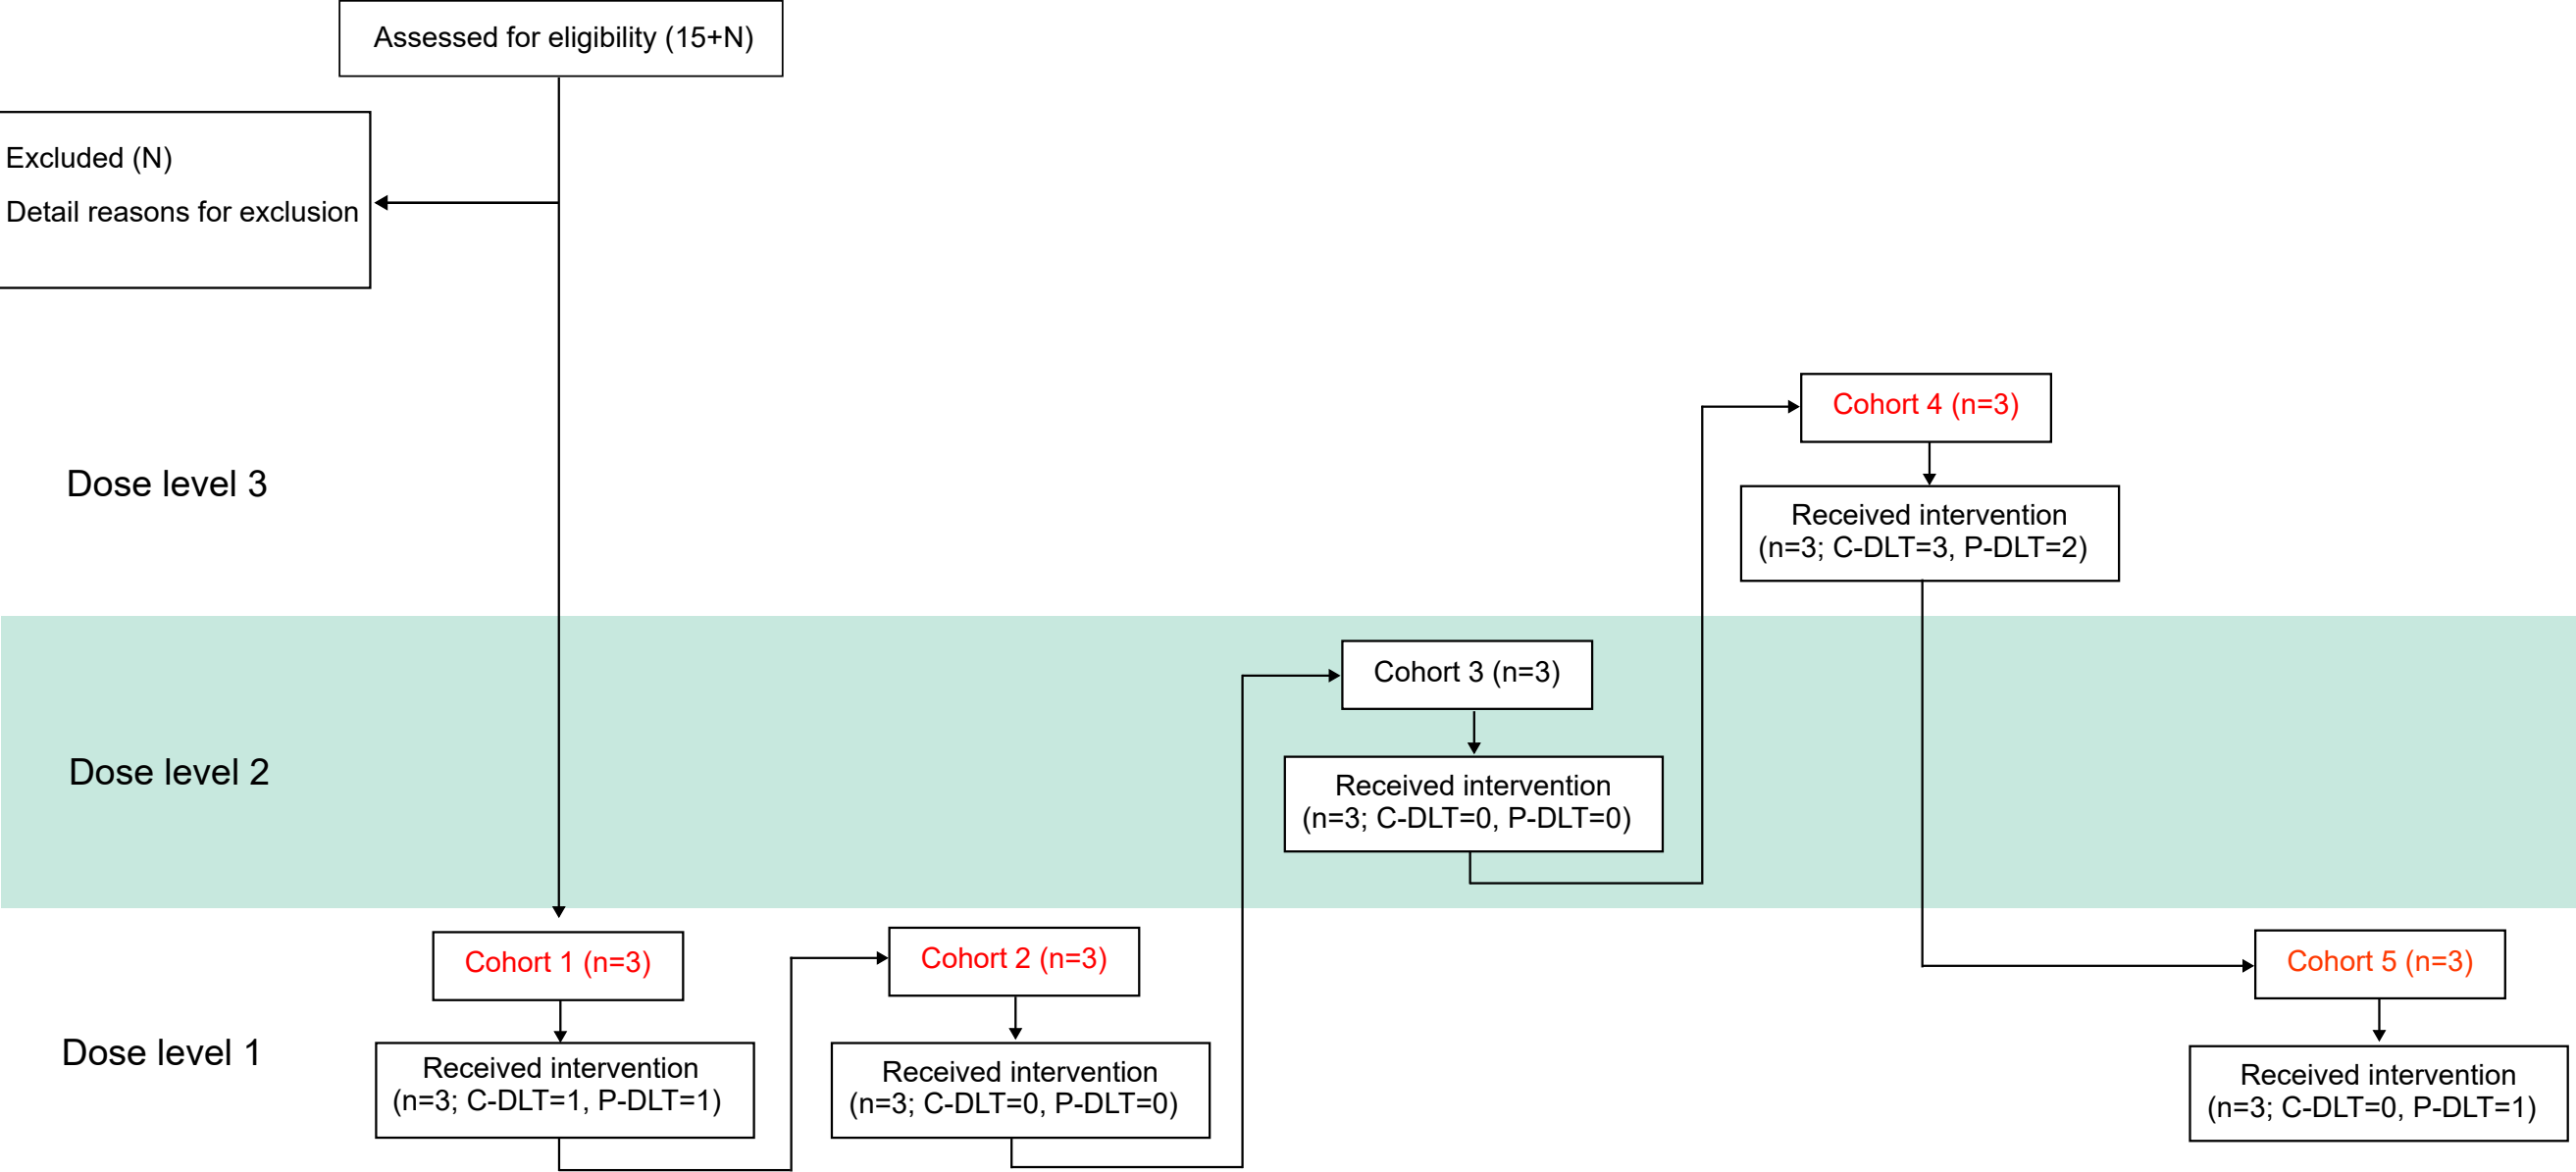 Assessed for eligibility (15+N)
Excluded (N)
Detail reasons for exclusion
Dose level 3
Cohort 4 (n=3)
Received intervention
(n=3; C-DLT=3, P-DLT=2)
Dose level 2
Cohort 3 (n=3)
Received intervention
(n=3; C-DLT=0, P-DLT=0)
Dose level 1
Cohort 1 (n=3)
Received intervention
(n=3; C-DLT=1, P-DLT=1)
Cohort 2 (n=3)
Received intervention
(n=3; C-DLT=0, P-DLT=0)
Cohort 5 (n=3)
Received intervention
(n=3; C-DLT=0, P-DLT=1)